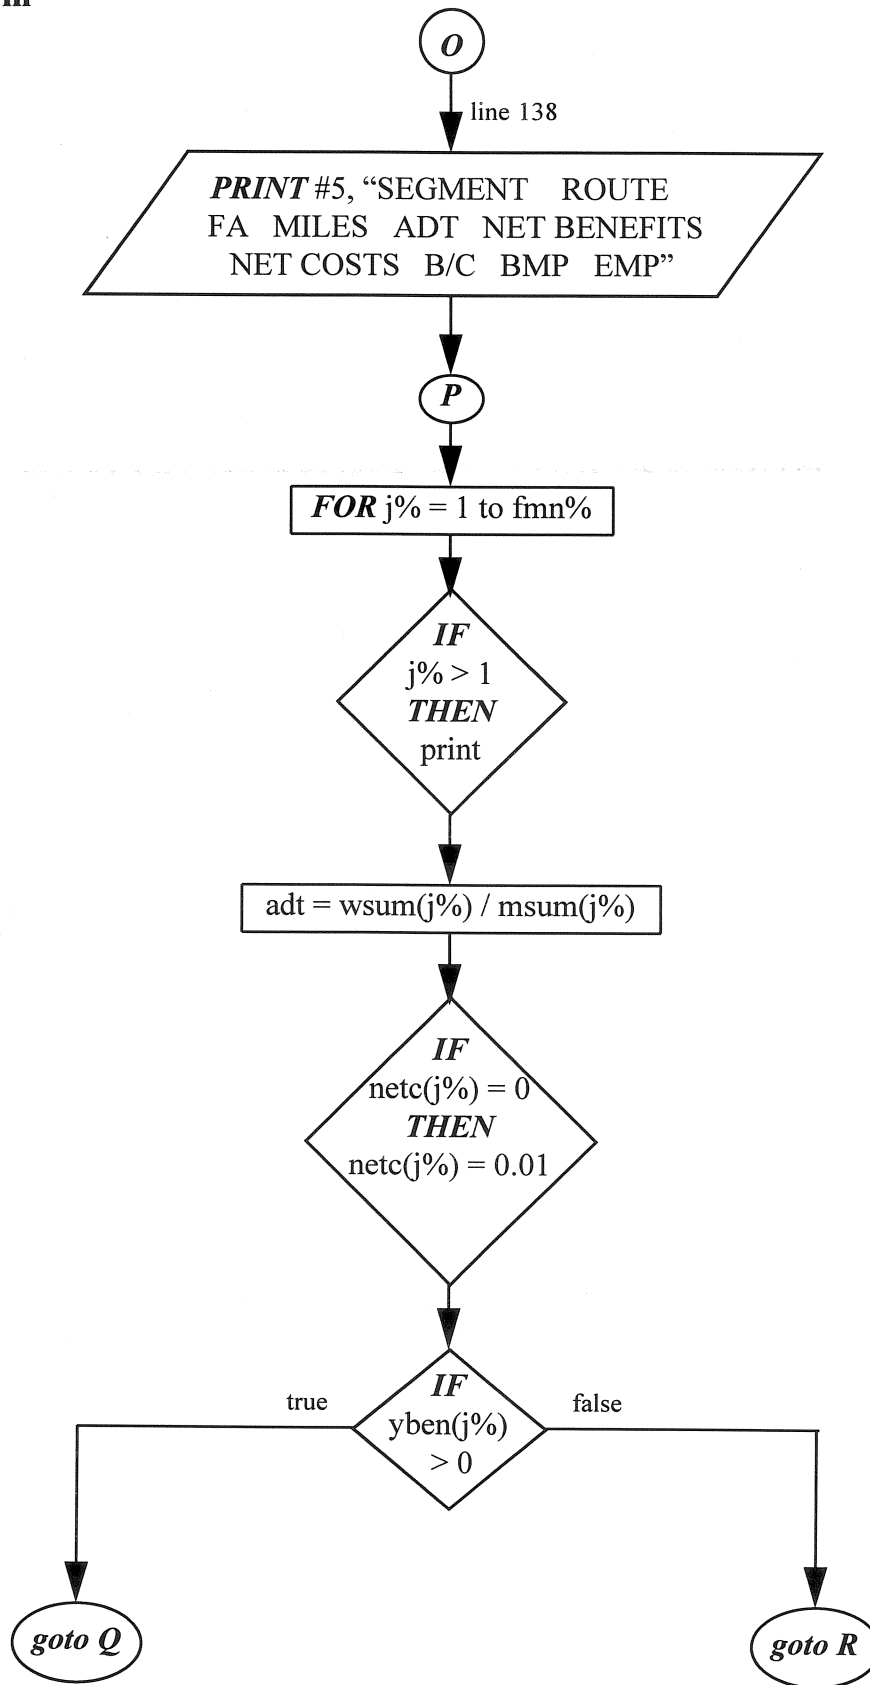 O
line 138
PRINT #5, “SEGMENT ROUTE
FA MILES ADT NET BENEFITS
NET COSTS B/C BMP EMP”
P
FOR j% = 1 to fmn%
IF
j% > 1
THEN
print
adt = wsum(j%) / msum(j%)
IF
netc(j%) = 0
THEN
netc(j%) = 0.01
IF
yben(j%)
> 0
true
false
goto Q
goto R